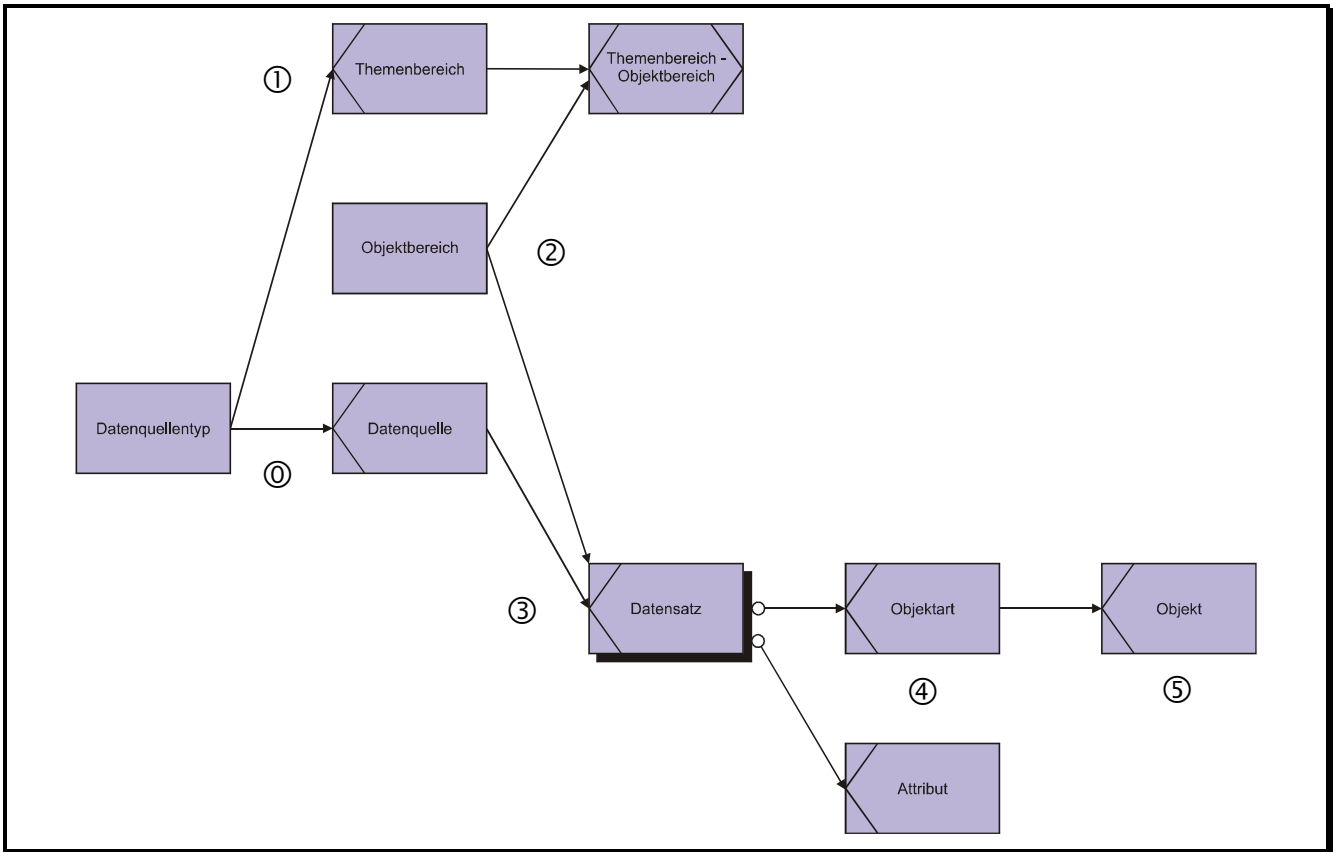 ①
Themenbereich
Themenbereich -
Objektbereich
Objektbereich
②
Datenquellentyp
Datenquelle
⓪
③
Datensatz
Objektart
Objekt
④
⑤
Attribut